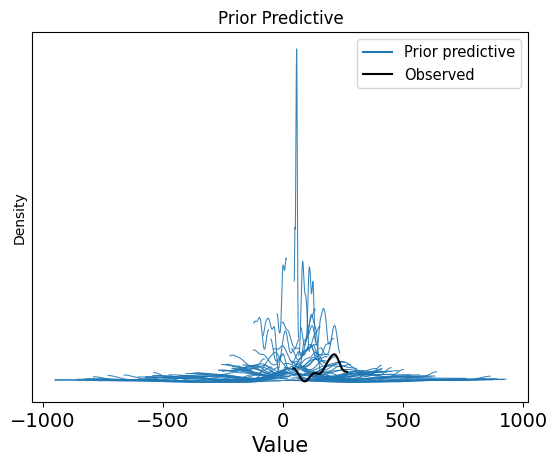 Prior Predictive
Prior predictive
Observed
Density
−1000
−500
0
500
1000
Value